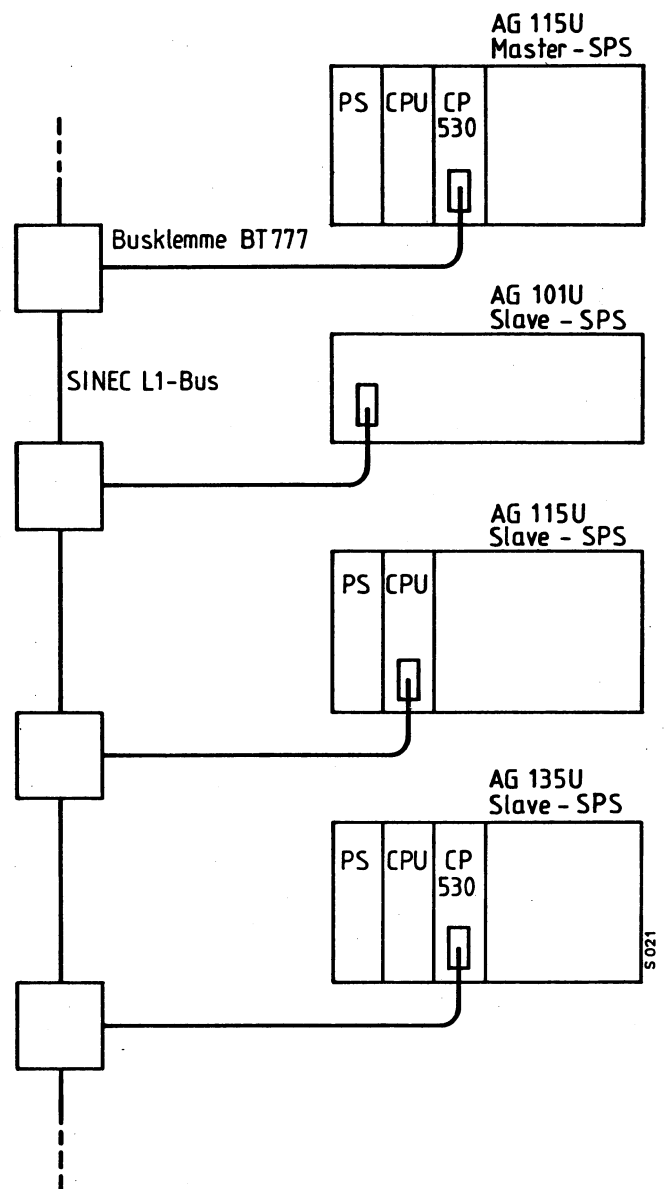 AG 115U
Master - SPS
PS CPU CP
530
Busklemme BT777
AG 101U
Slave - SPS
SINEC L1-Bus
AG 115U
Slave - SPS
PS CPU
AG 135U
Slave - SPS
PS CPU CP
530
S 021